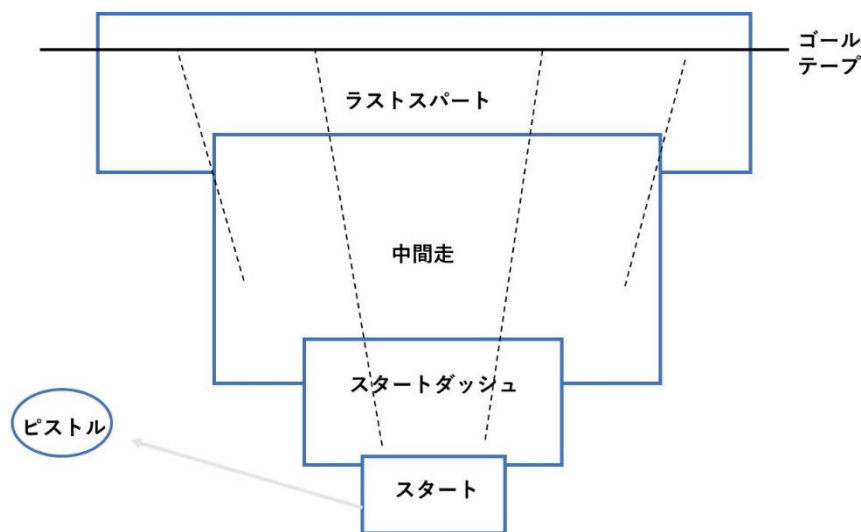 ゴール
テープ
ラストスパート
中間走
スタートダッシュ
ピストル
スタート